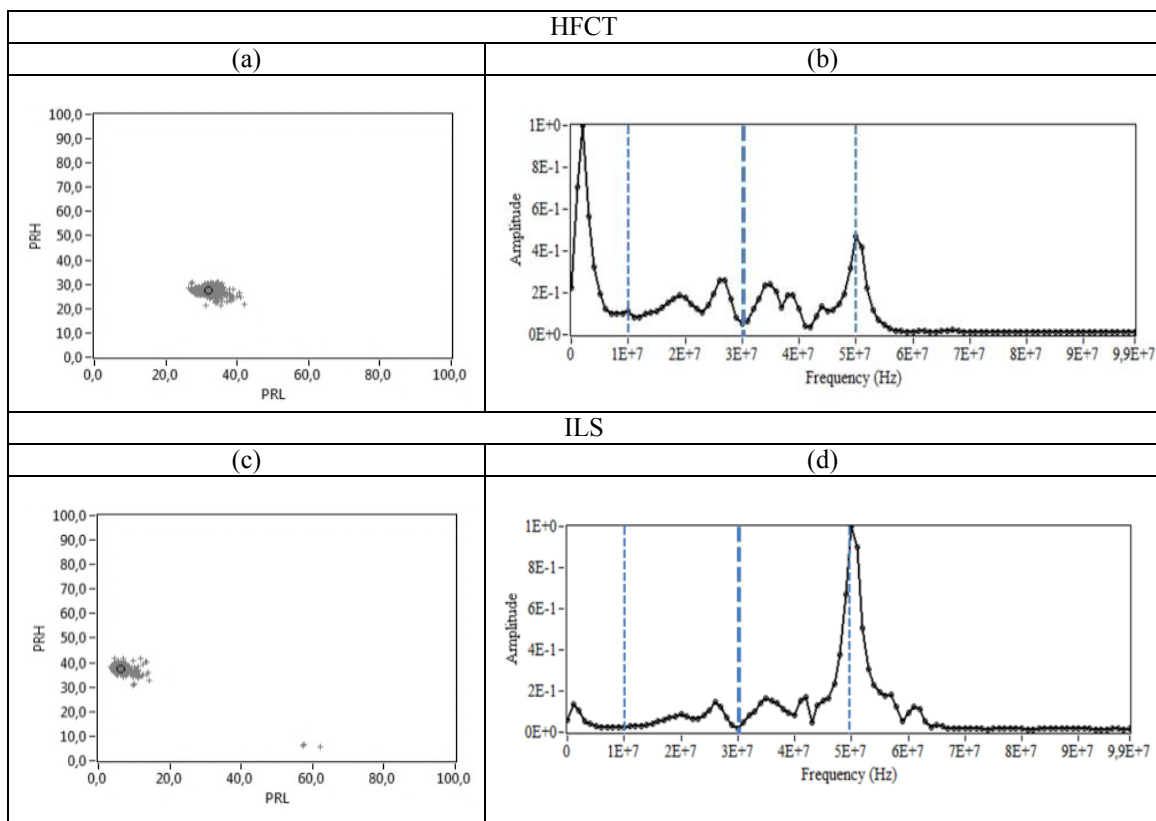 HFCT
(a)
(b)
100,0
90,0
80,0
70,0
60,0
50,0
40,0
30,0
20,0
10,0
0,0
PRH
0,0 20,0 40,0 60,0 80,0 100,0
PRL
1E+0
8E-1
6E-1
4E-1
2E-1
0E+0
Amplitude
0 1E+7 2E+7 3E+7 4E+7 5E+7 6E+7 7E+7 8E+7 9,9E+7
Frequency (Hz)
ILS
(c)
(d)
100,0
90,0
80,0
70,0
60,0
50,0
40,0
30,0
20,0
10,0
0,0
PRH
0,0 20,0 40,0 60,0 80,0 100,0
PRL
1E+0
8E-1
6E-1
4E-1
2E-1
0E+0
Amplitude
0 1E+7 2E+7 3E+7 4E+7 5E+7 6E+7 7E+7 8E+7 9,9E+7
Frequency (Hz)